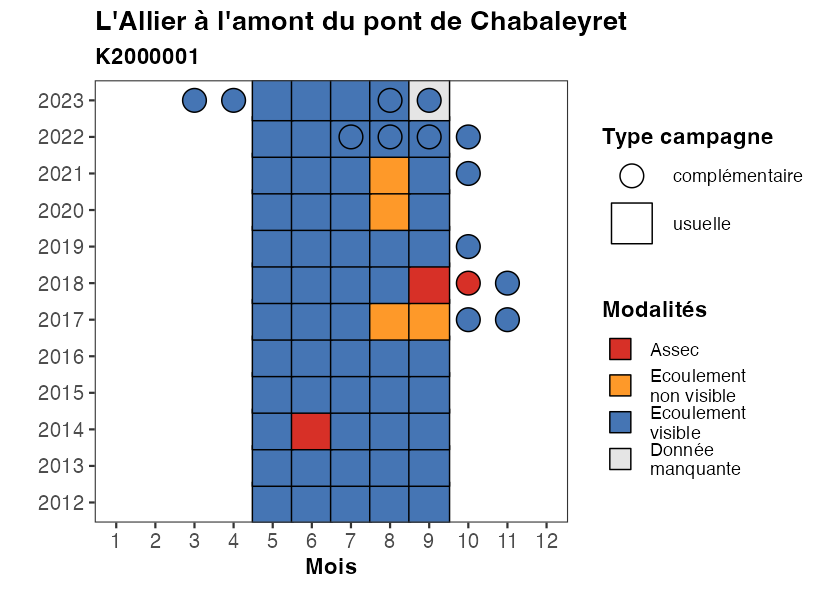 L'Allier à l'amont du pont de Chabaleyret
K2000001
2023
2022
2021
2020
2019
2018
2017
2016
2015
2014
2013
2012
1 2 3 4 5 6 7 8 9 10 11 12
Mois
Type campagne
complémentaire
usuelle
Modalités
Assec
Ecoulement
non visible
Ecoulement
visible
Donnée
manquante